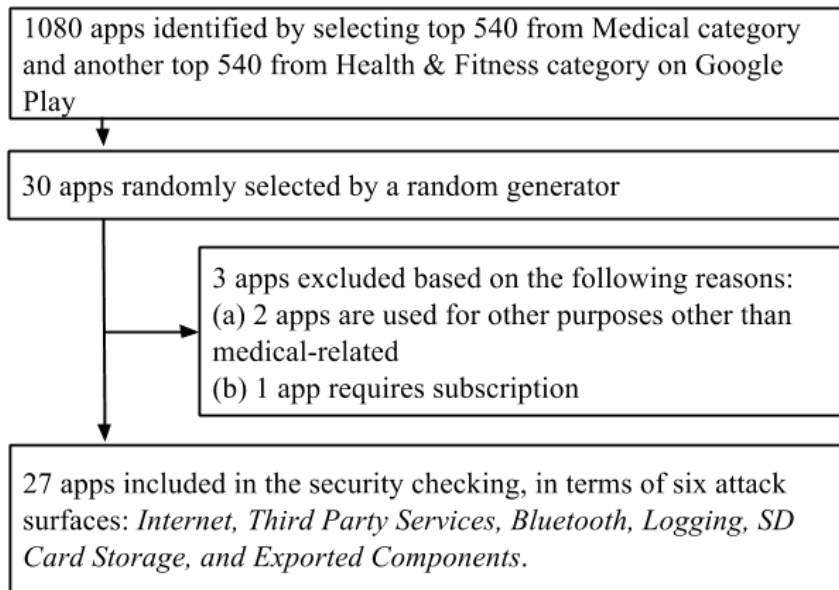 1080 apps identified by selecting top 540 from Medical category
and another top 540 from Health & Fitness category on Google
Play
30 apps randomly selected by a random generator
3 apps excluded based on the following reasons:
(a) 2 apps are used for other purposes other than
medical-related
(b) 1 app requires subscription
27 apps included in the security checking, in terms of six attack
surfaces: Internet, Third Party Services, Bluetooth, Logging, SD
Card Storage, and Exported Components.